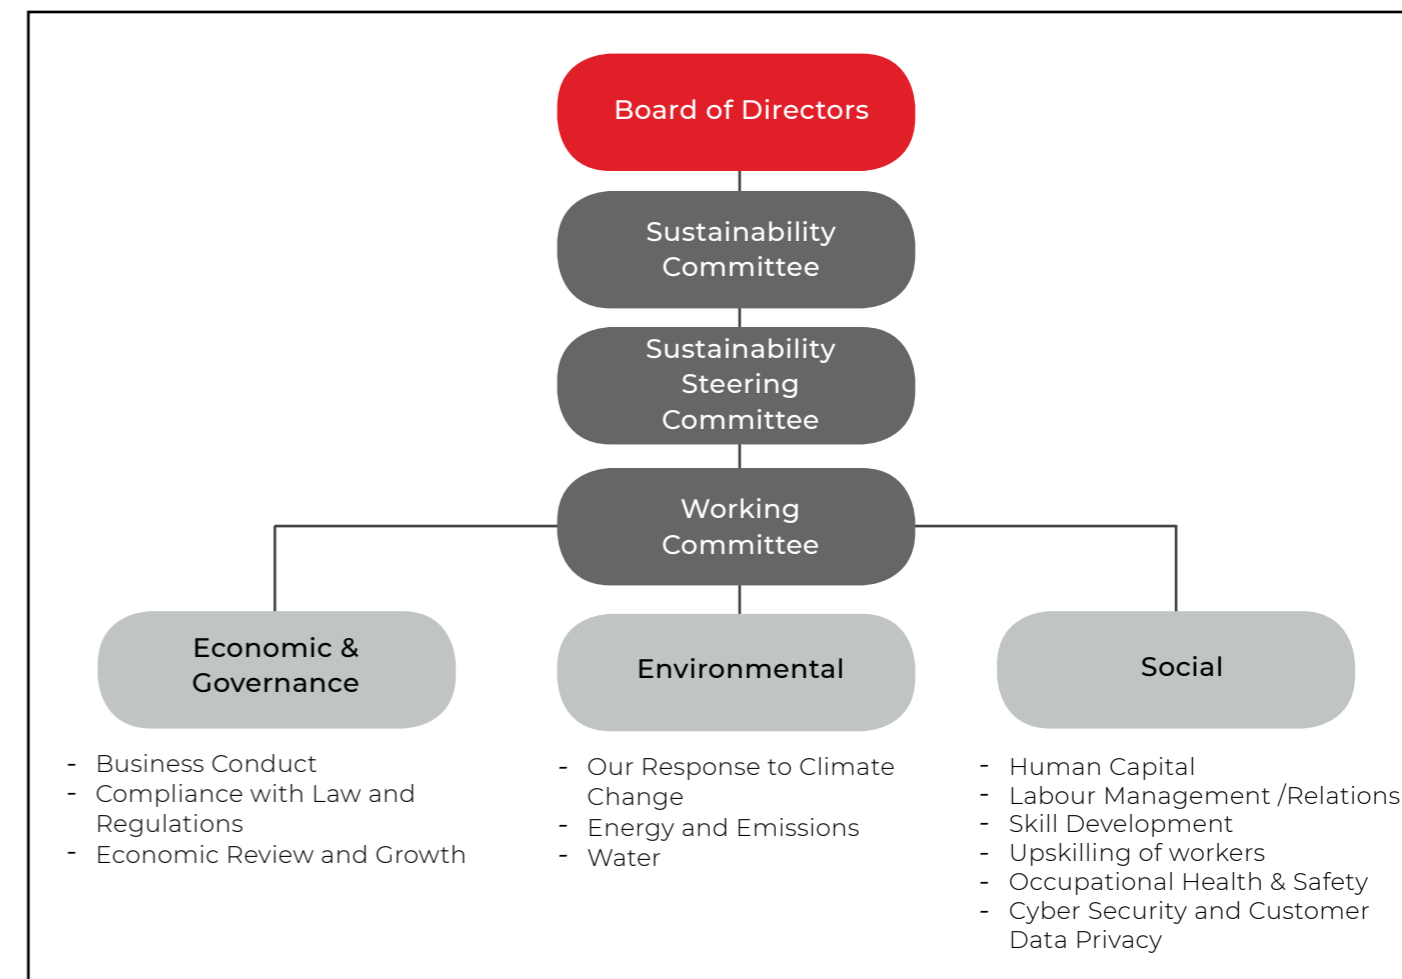 Board of Directors
Sustainability
Committee
Sustainability
Steering
Committee
Working
Committee
Economic &
Governance
- Business Conduct
- Compliance with Law and
Regulations
- Economic Review and Growth
Environmental
- Our Response to Climate
Change
- Energy and Emissions
- Water
Social
- Human Capital
- Labour Management /Relations
- Skill Development
- Upskilling of workers
- Occupational Health & Safety
- Cyber Security and Customer
Data Privacy